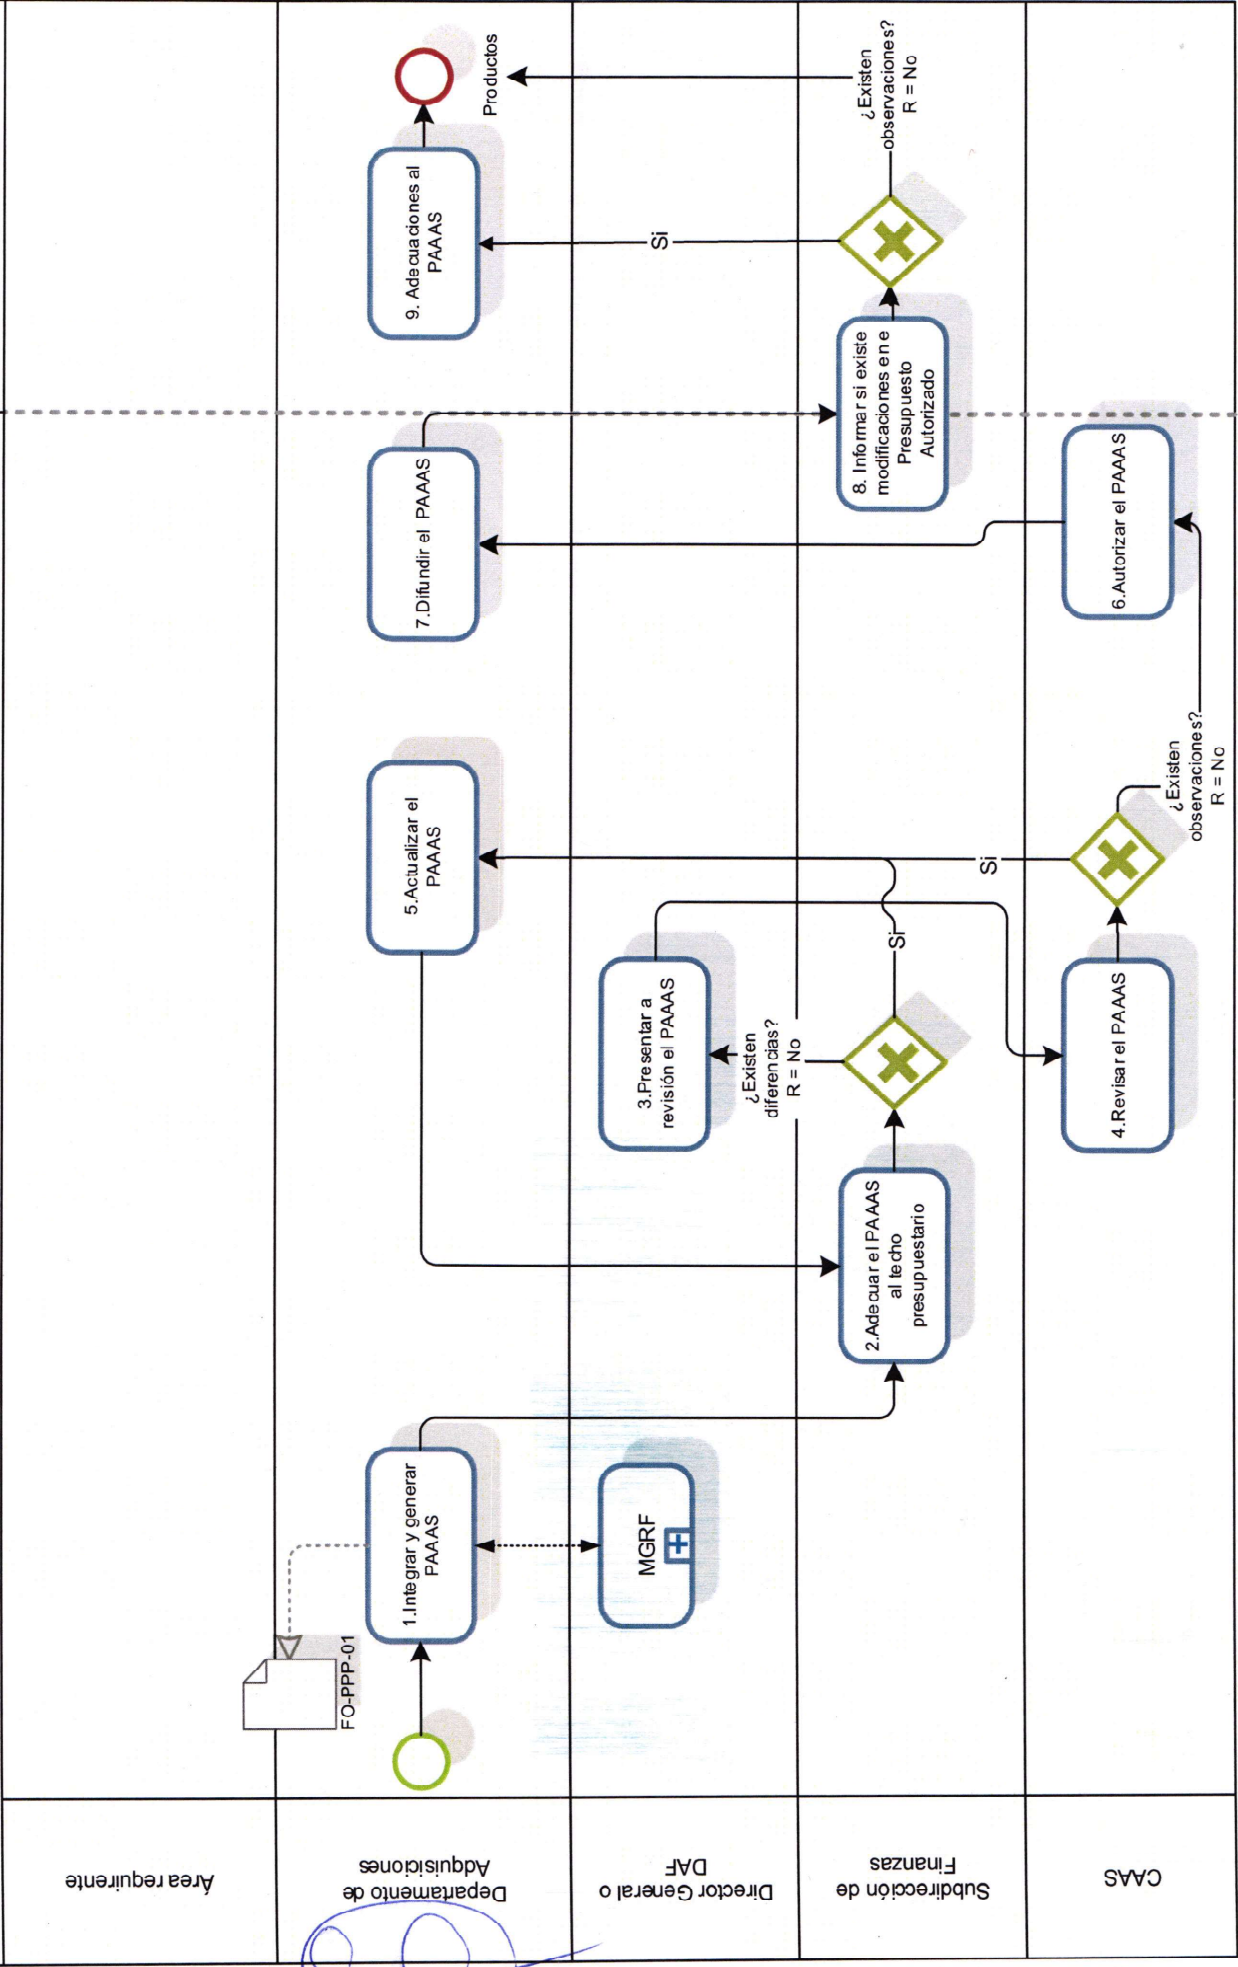 Área requirente
Departamento de
Adquisiciones
Director General o
DAF
Subdirección de
Finanzas
CAAS
FO-PPP-01
1.Integrar y generar
PAAAS
MGRF
2.Adecuar el PAAAS
al techo
presupuestario
¿Existen
diferencias?
R = No
Si
3.Presentar a
revisión el PAAAS
4.Revisar el PAAAS
¿Existen
observaciones?
R = No
Si
5.Actualizar el
PAAAS
6.Autorizar el PAAAS
7.Difundir el PAAAS
8. Informar si existe
modificaciones en e
Presupuesto
Autorizado
¿Existen
observaciones?
R = No
Si
9. Adecuaciones al
PAAAS
Productos